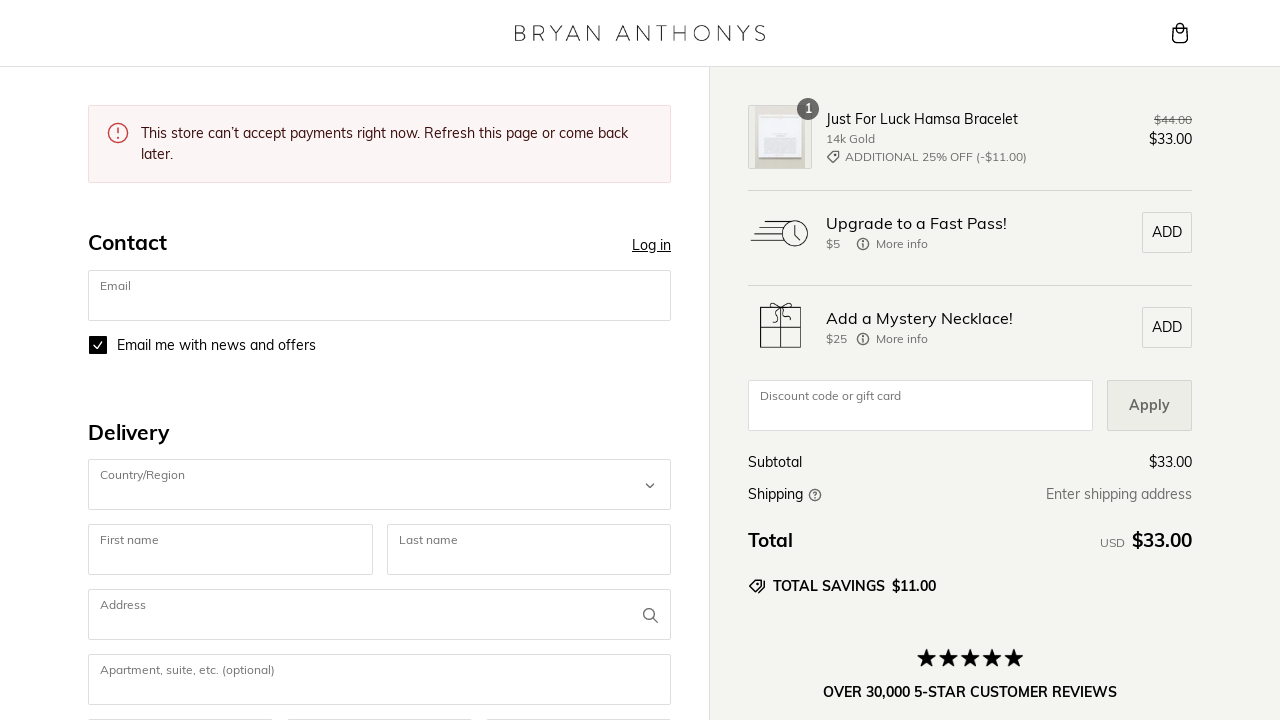 BRYAN ANTHONYS
This store can’t accept payments right now. Refresh this page or come back
later.
Contact
Log in
Email
Email me with news and offers
Delivery
Country/Region
First name
Last name
Address
Apartment, suite, etc. (optional)
1
Just For Luck Hamsa Bracelet
$44.00
14k Gold
$33.00
ADDITIONAL 25% OFF (-$11.00)
Upgrade to a Fast Pass!
$5
More info
ADD
Add a Mystery Necklace!
$25
More info
ADD
Discount code or gift card
Apply
Subtotal
$33.00
Shipping
Enter shipping address
Total
USD $33.00
TOTAL SAVINGS $11.00
OVER 30,000 5-STAR CUSTOMER REVIEWS